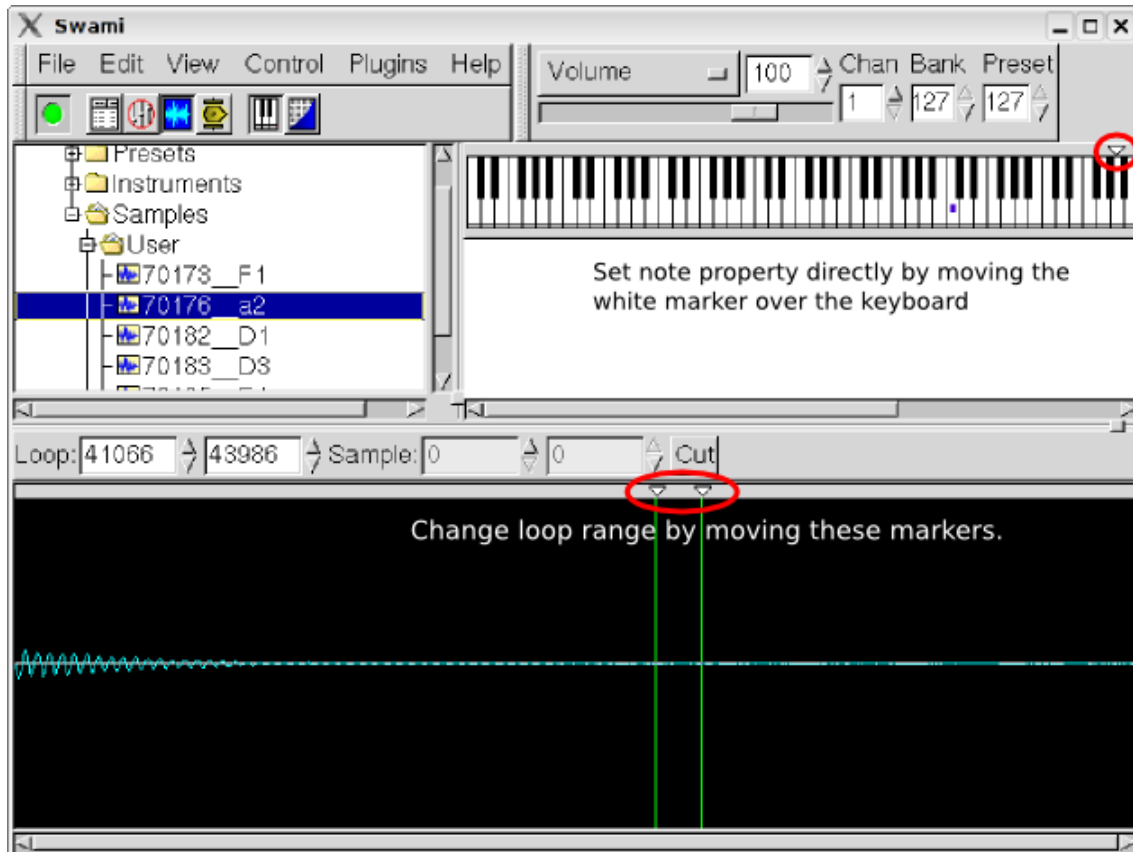 Swami
File Edit View Control Plugins Help
Volume 100 Chan Bank Preset
1 127 127
Presets
Instruments
Samples
User
70173__F1
70176__a2
70182__D1
70183__D3
Set note property directly by moving the
white marker over the keyboard
Loop: 41066 43986 Sample: 0 0 Cut
Change loop range by moving these markers.